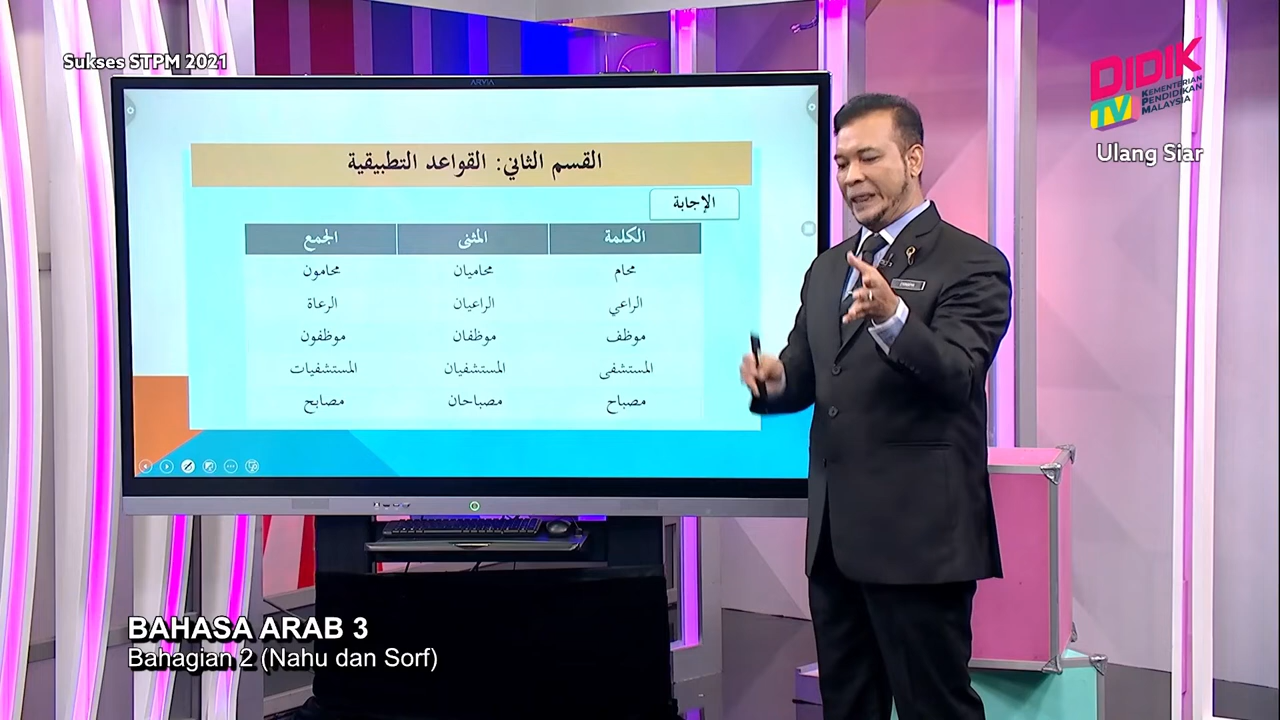 Sukses STPM 2021
DIDIK
TV
KEMENTERIAN
PENDIDIKAN
MALAYSIA
Ulang Siar
ARVIA
القسم الثاني: القواعد التطبيقية
الإجابة
الكلمة المثنى الجمع
محام محاميان محامون
الراعي الراعيان الرعاة
موظف موظفان موظفون
المستشفى المستشفيان المستشفيات
مصباح مصباحان مصابح
BAHASA ARAB 3
Bahagian 2 (Nahu dan Sorf)